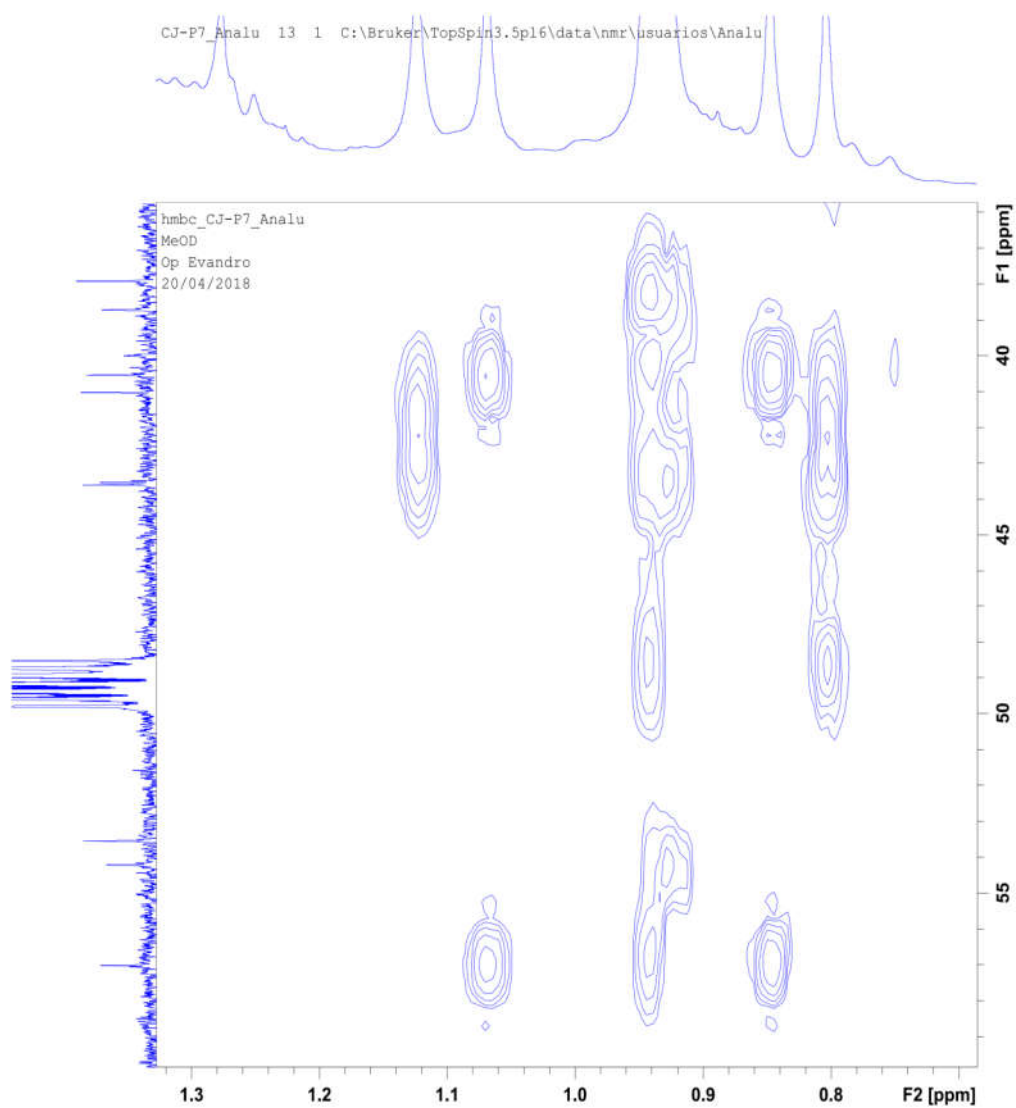 CJ-P7_Analu 13 1 C:\Bruker\TopSpin3.5pl6\data\nmr\usuarios\Analu
hmbc_CJ-P7_Analu
MeOD
Op Evandro
20/04/2018
F1 [ppm]
40
45
50
55
1.3 1.2 1.1 1.0 0.9 0.8 F2 [ppm]